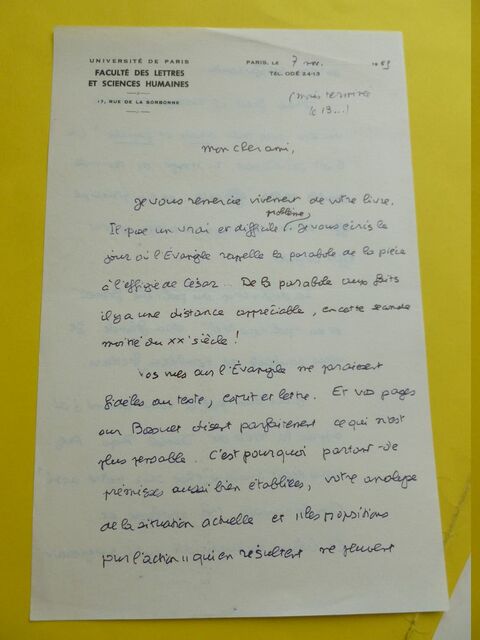 UNIVERSITÉ DE PARIS
FACULTÉ DES LETTRES
ET SCIENCES HUMAINES
17, RUE DE LA SORBONNE
PARIS, LE 7 nov. 19
TÉL. ODÉ 24-13
le 13...!)
mon cher ami,
Je vous remercie vivement de votre livre.
problème
Il pose un vrai et difficile. Je vous écris le
jour où l'Évangile rappelle la parabole de la pièce
à l'effigie de César.. De la parabole aux faits
il y a une distance appréciable, en cette seconde
moitié du XXe siècle !
Vos vues sur l'Évangile me paraissent
fidèles au texte, esprit et lettre. Et vos pages
sur Bossuet disent parfaitement ce qui n'est
plus pensable. C'est pourquoi partant de
prémisses aussi bien établies, votre analyse
de la situation actuelle et "les propositions
pour l'action" qui en résultent me